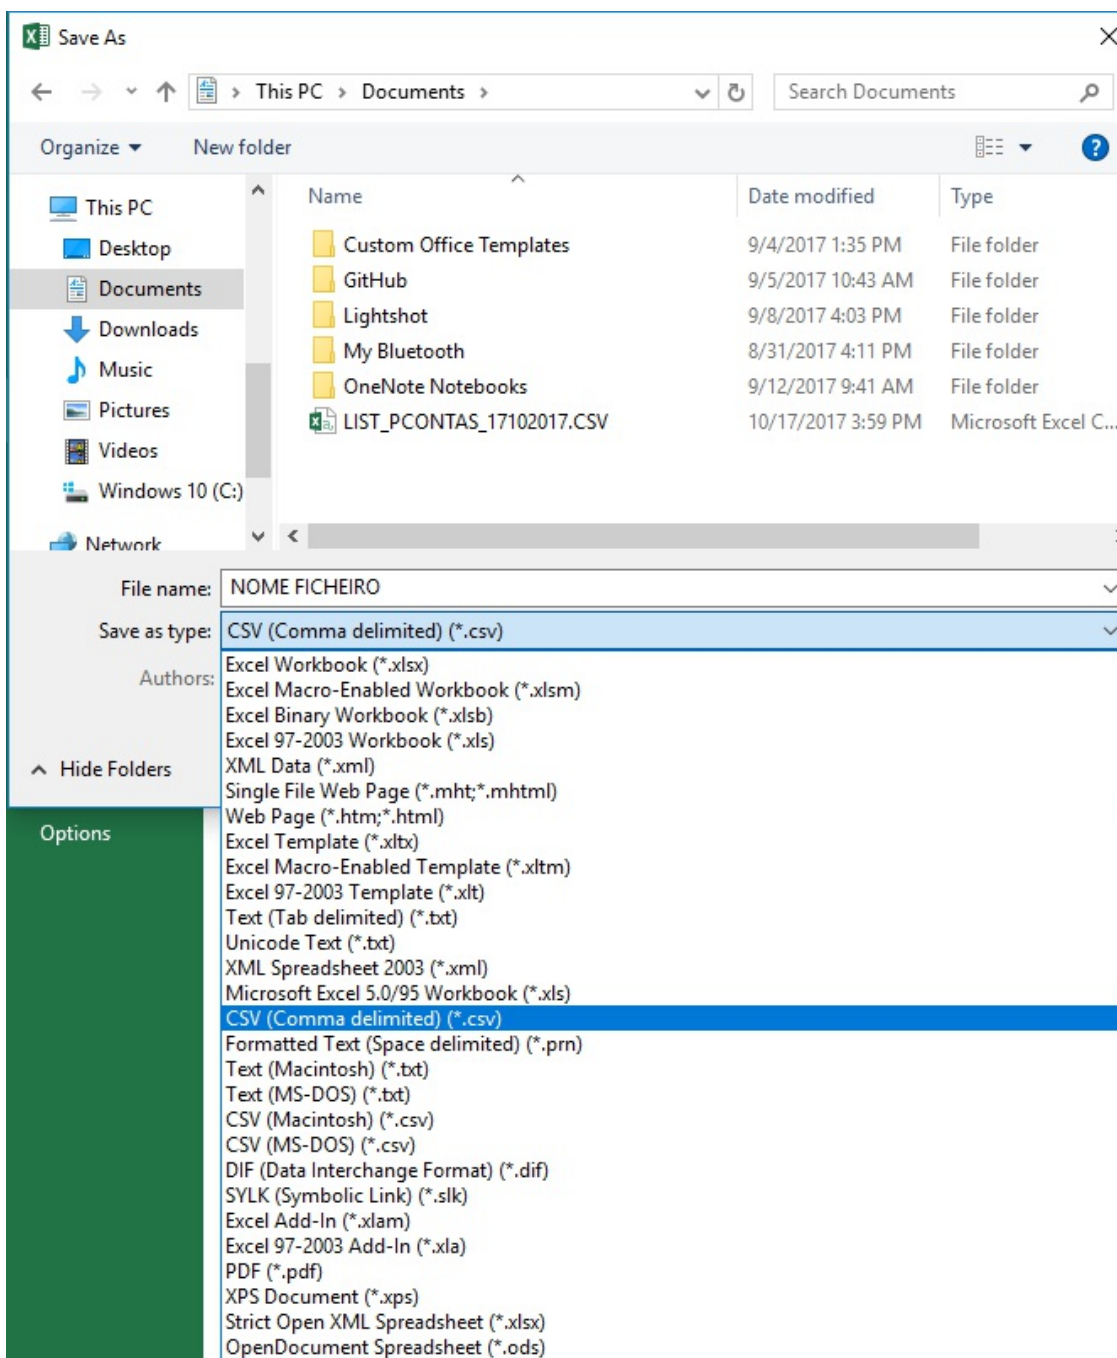 Save As
This PC > Documents >
Search Documents
Organize
New folder
Name
Date modified
Type
This PC
Desktop
Documents
Downloads
Music
Pictures
Videos
Windows 10 (C:)
Network
Custom Office Templates 9/4/2017 1:35 PM File folder
GitHub 9/5/2017 10:43 AM File folder
Lightshot 9/8/2017 4:03 PM File folder
My Bluetooth 8/31/2017 4:11 PM File folder
OneNote Notebooks 9/12/2017 9:41 AM File folder
LIST_PCONTAS_17102017.CSV 10/17/2017 3:59 PM Microsoft Excel C...
File name: NOME FICHEIRO
Save as type: CSV (Comma delimited) (*.csv)
Authors:
Hide Folders
Options
Excel Workbook (*.xlsx)
Excel Macro-Enabled Workbook (*.xlsm)
Excel Binary Workbook (*.xlsb)
Excel 97-2003 Workbook (*.xls)
XML Data (*.xml)
Single File Web Page (*.mht;*.mhtml)
Web Page (*.htm;*.html)
Excel Template (*.xltx)
Excel Macro-Enabled Template (*.xltm)
Excel 97-2003 Template (*.xlt)
Text (Tab delimited) (*.txt)
Unicode Text (*.txt)
XML Spreadsheet 2003 (*.xml)
Microsoft Excel 5.0/95 Workbook (*.xls)
CSV (Comma delimited) (*.csv)
Formatted Text (Space delimited) (*.prn)
Text (Macintosh) (*.txt)
Text (MS-DOS) (*.txt)
CSV (Macintosh) (*.csv)
CSV (MS-DOS) (*.csv)
DIF (Data Interchange Format) (*.dif)
SYLK (Symbolic Link) (*.slk)
Excel Add-In (*.xlam)
Excel 97-2003 Add-In (*.xla)
PDF (*.pdf)
XPS Document (*.xps)
Strict Open XML Spreadsheet (*.xlsx)
OpenDocument Spreadsheet (*.ods)